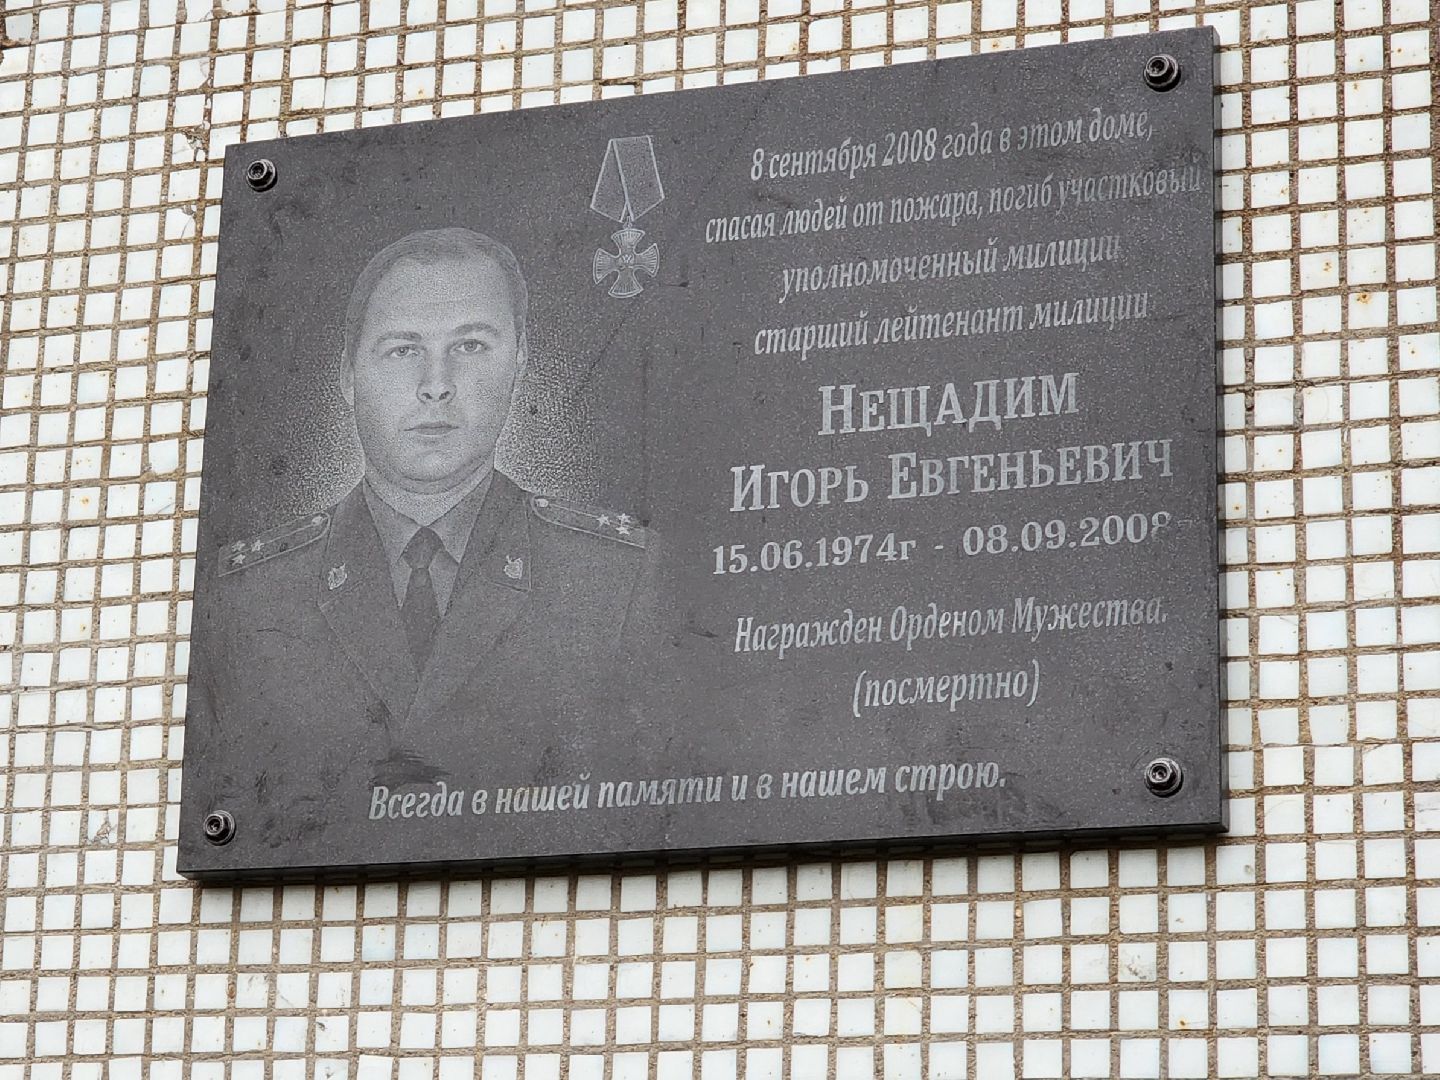 8 сентября 2008 года в этом доме,
спасая людей от пожара, погиб участковый
уполномоченный милиции
старший лейтенант милиции
НЕЩАДИМ
ИГОРЬ ЕВГЕНЬЕВИЧ
15.06.1974г - 08.09.2008
Награжден Орденом Мужества.
(посмертно)
Всегда в нашей памяти и в нашем строю.